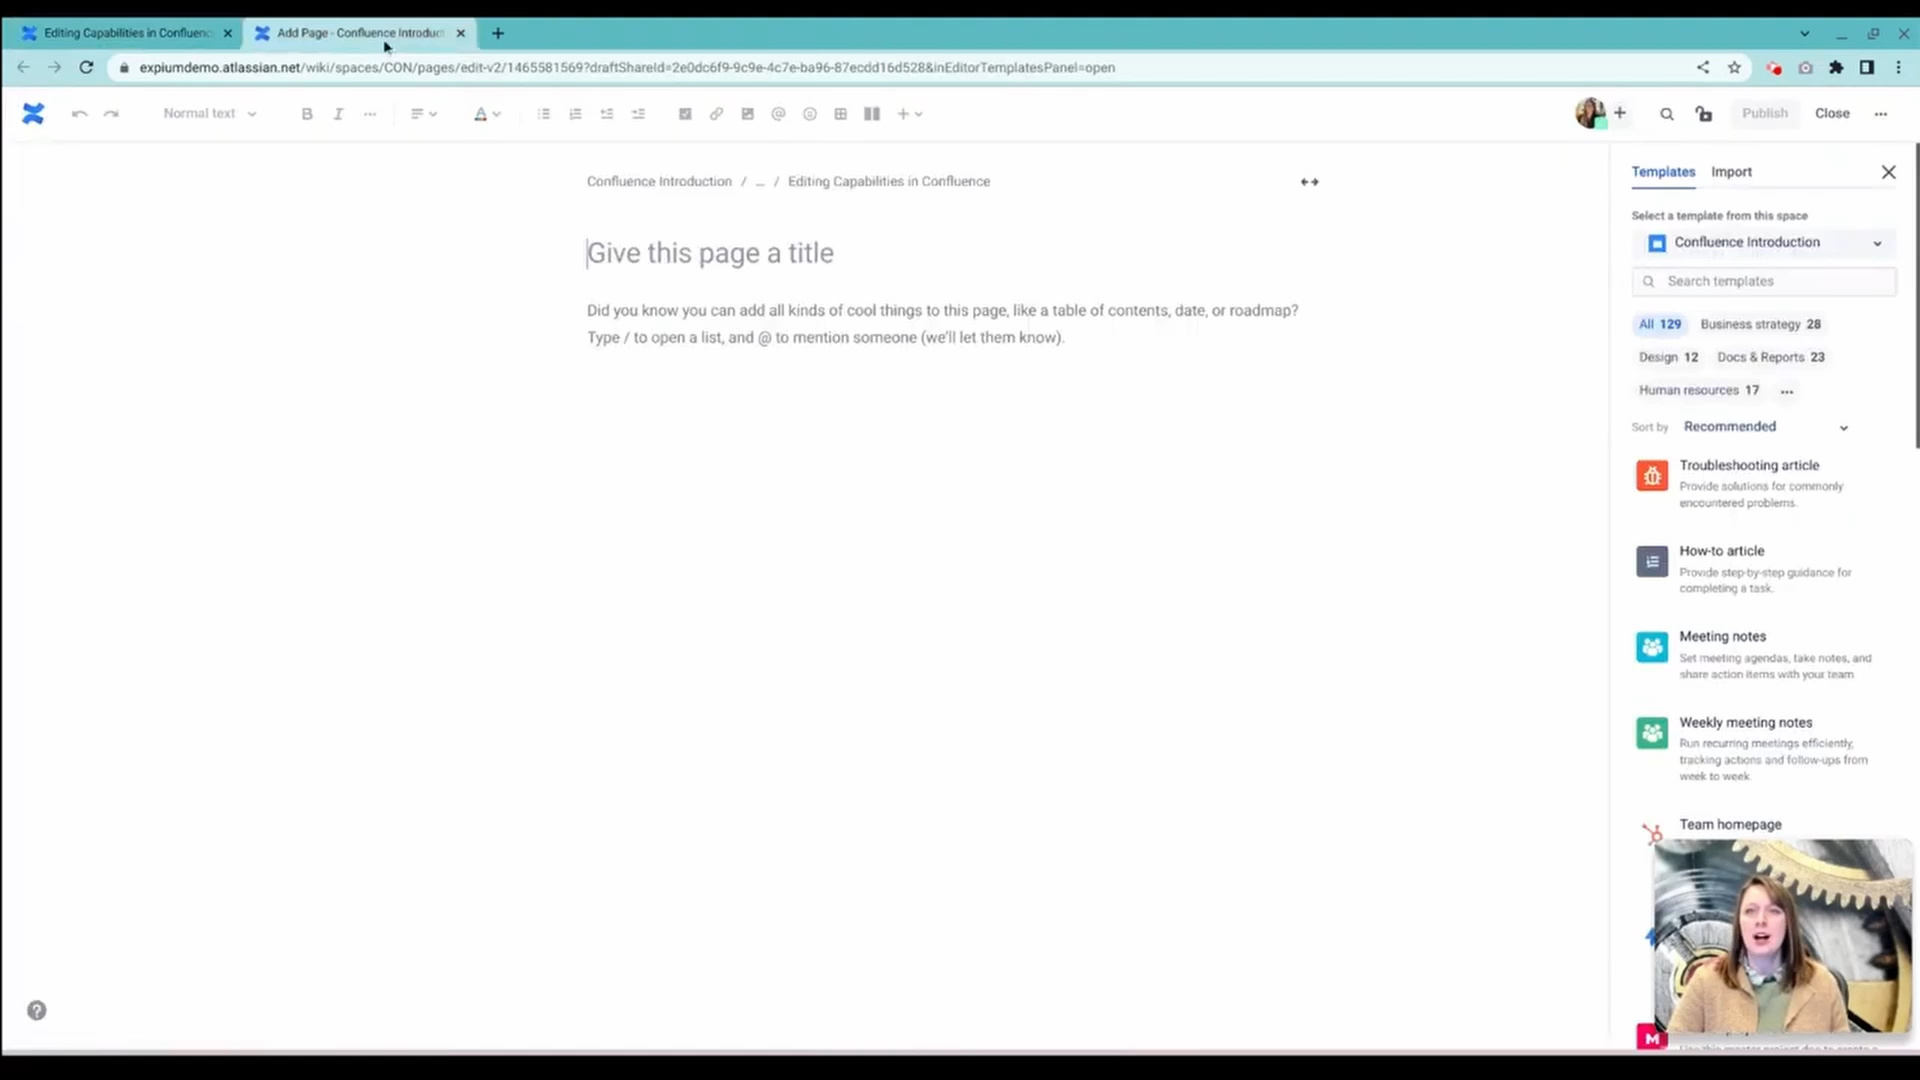 Editing Capabilities in Confluenc
Add Page - Confluence Introduct
expiumdemo.atlassian.net/wiki/spaces/CON/pages/edit-v2/1465581569?draftShareId=2e0dc6f9-9c9e-4c7e-ba96-87ecdd16d528&inEditorTemplatesPanel=open
Normal text
Publish
Close
Confluence Introduction / ... / Editing Capabilities in Confluence
Give this page a title
Did you know you can add all kinds of cool things to this page, like a table of contents, date, or roadmap?
Type / to open a list, and @ to mention someone (we'll let them know).
Templates
Import
Select a template from this space
Confluence Introduction
Search templates
All 129
Business strategy 28
Design 12
Docs & Reports 23
Human resources 17
Sort by
Recommended
Troubleshooting article
Provide solutions for commonly
encountered problems.
How-to article
Provide step-by-step guidance for
completing a task.
Meeting notes
Set meeting agendas, take notes, and
share action items with your team
Weekly meeting notes
Run recurring meetings efficiently,
tracking actions and follow-ups from
week to week.
Team homepage
M